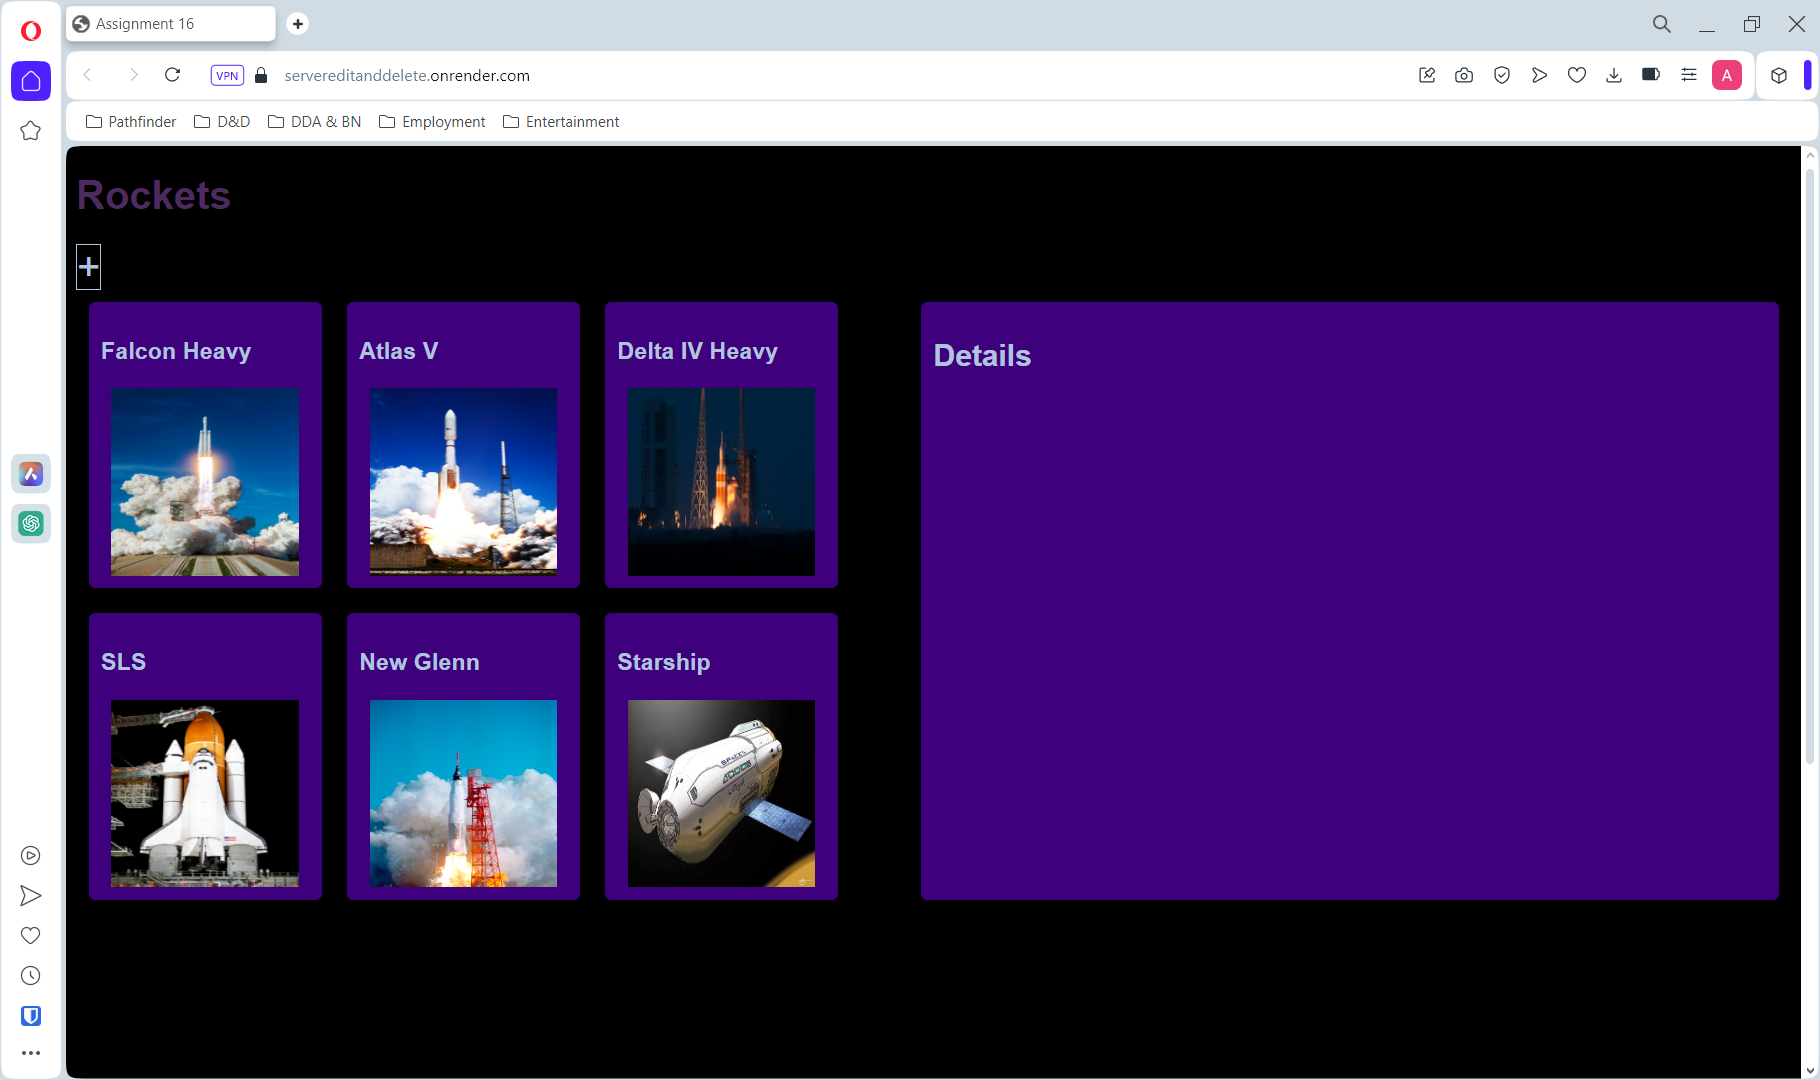 Assignment 16
VPN
servereditanddelete.onrender.com
A
Pathfinder
D&D
DDA & BN
Employment
Entertainment
Rockets
+
Falcon Heavy
Atlas V
Delta IV Heavy
Details
SLS
New Glenn
Starship
SPACEX